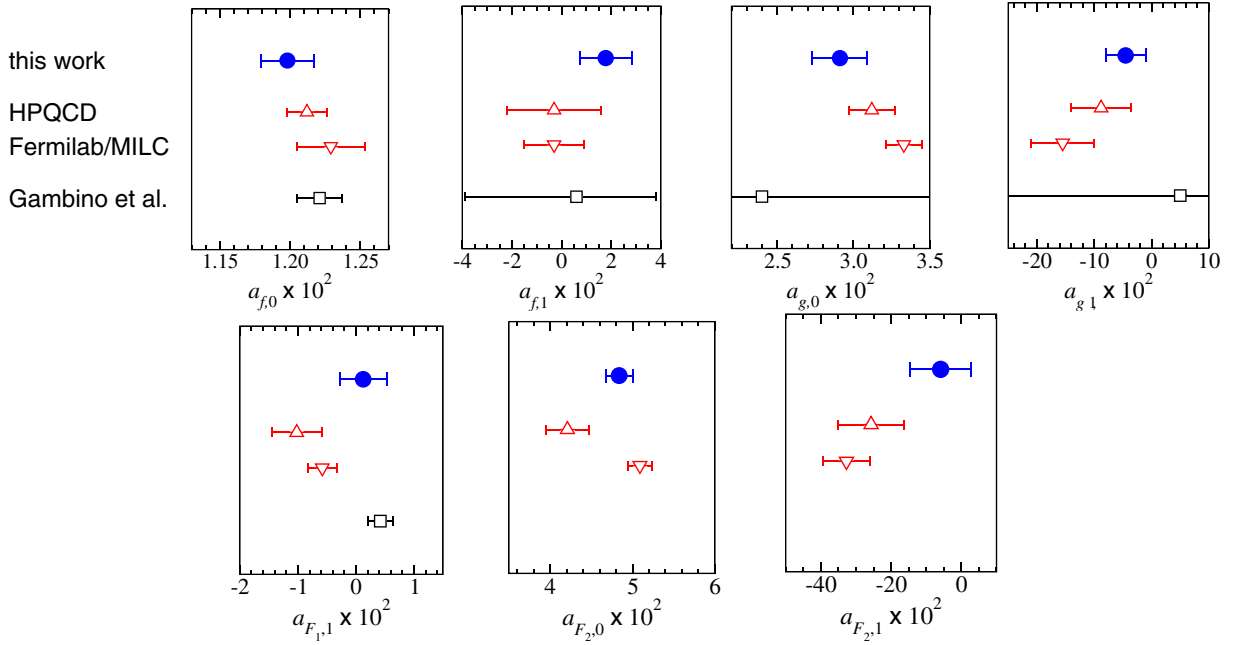 this work
HPQCD
Fermilab/MILC
Gambino et al.
1.15 1.20 1.25
a_{f,0} x 10^2
-4 -2 0 2 4
a_{f,1} x 10^2
2.5 3.0 3.5
a_{g,0} x 10^2
-20 -10 0 10
a_{g 1,} x 10^2
-2 -1 0 1
a_{F_1,1} x 10^2
4 5 6
a_{F_2,0} x 10^2
-40 -20 0
a_{F_2,1} x 10^2